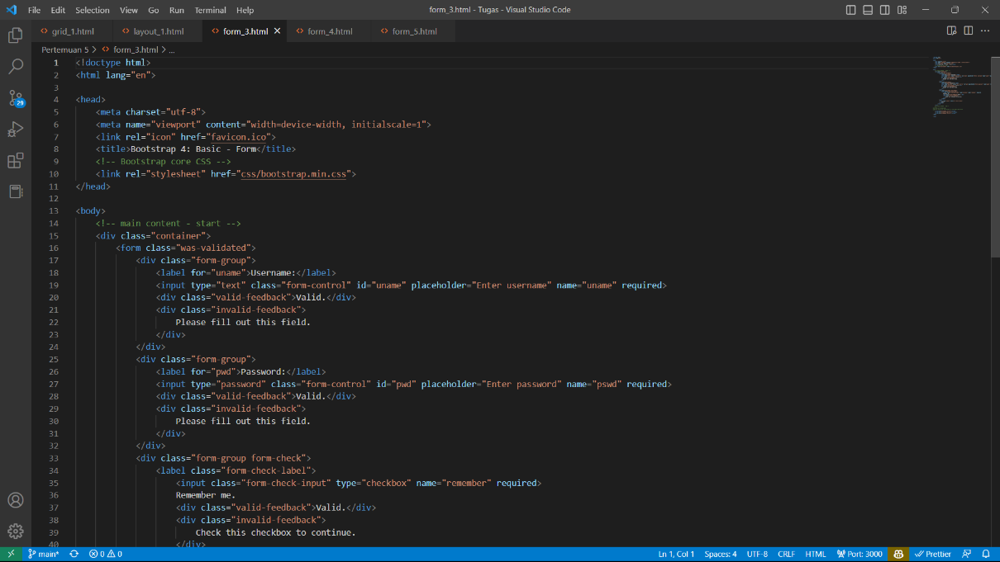 File Edit Selection View Go Run Terminal Help
form_3.html - Tugas - Visual Studio Code
grid_1.html layout_1.html form_3.html form_4.html form_5.html
Pertemuan 5 > form_3.html > ...
1 <!doctype html>
2 <html lang="en">
3
4 <head>
5 <meta charset="utf-8">
6 <meta name="viewport" content="width=device-width, initialscale=1">
7 <link rel="icon" href="favicon.ico">
8 <title>Bootstrap 4: Basic - Form</title>
9 <!-- Bootstrap core CSS -->
10 <link rel="stylesheet" href="css/bootstrap.min.css">
11 </head>
12
13 <body>
14 <!-- main content - start -->
15 <div class="container">
16 <form class="was-validated">
17 <div class="form-group">
18 <label for="uname">Username:</label>
19 <input type="text" class="form-control" id="uname" placeholder="Enter username" name="uname" required>
20 <div class="valid-feedback">Valid.</div>
21 <div class="invalid-feedback">
22 Please fill out this field.
23 </div>
24 </div>
25 <div class="form-group">
26 <label for="pwd">Password:</label>
27 <input type="password" class="form-control" id="pwd" placeholder="Enter password" name="pswd" required>
28 <div class="valid-feedback">Valid.</div>
29 <div class="invalid-feedback">
30 Please fill out this field.
31 </div>
32 </div>
33 <div class="form-group form-check">
34 <label class="form-check-label">
35 <input class="form-check-input" type="checkbox" name="remember" required>
36 Remember me.
37 <div class="valid-feedback">Valid.</div>
38 <div class="invalid-feedback">
39 Check this checkbox to continue.
40 </div>
29
main* 0 0 Ln 1, Col 1 Spaces: 4 UTF-8 CRLF HTML Port: 3000 Prettier